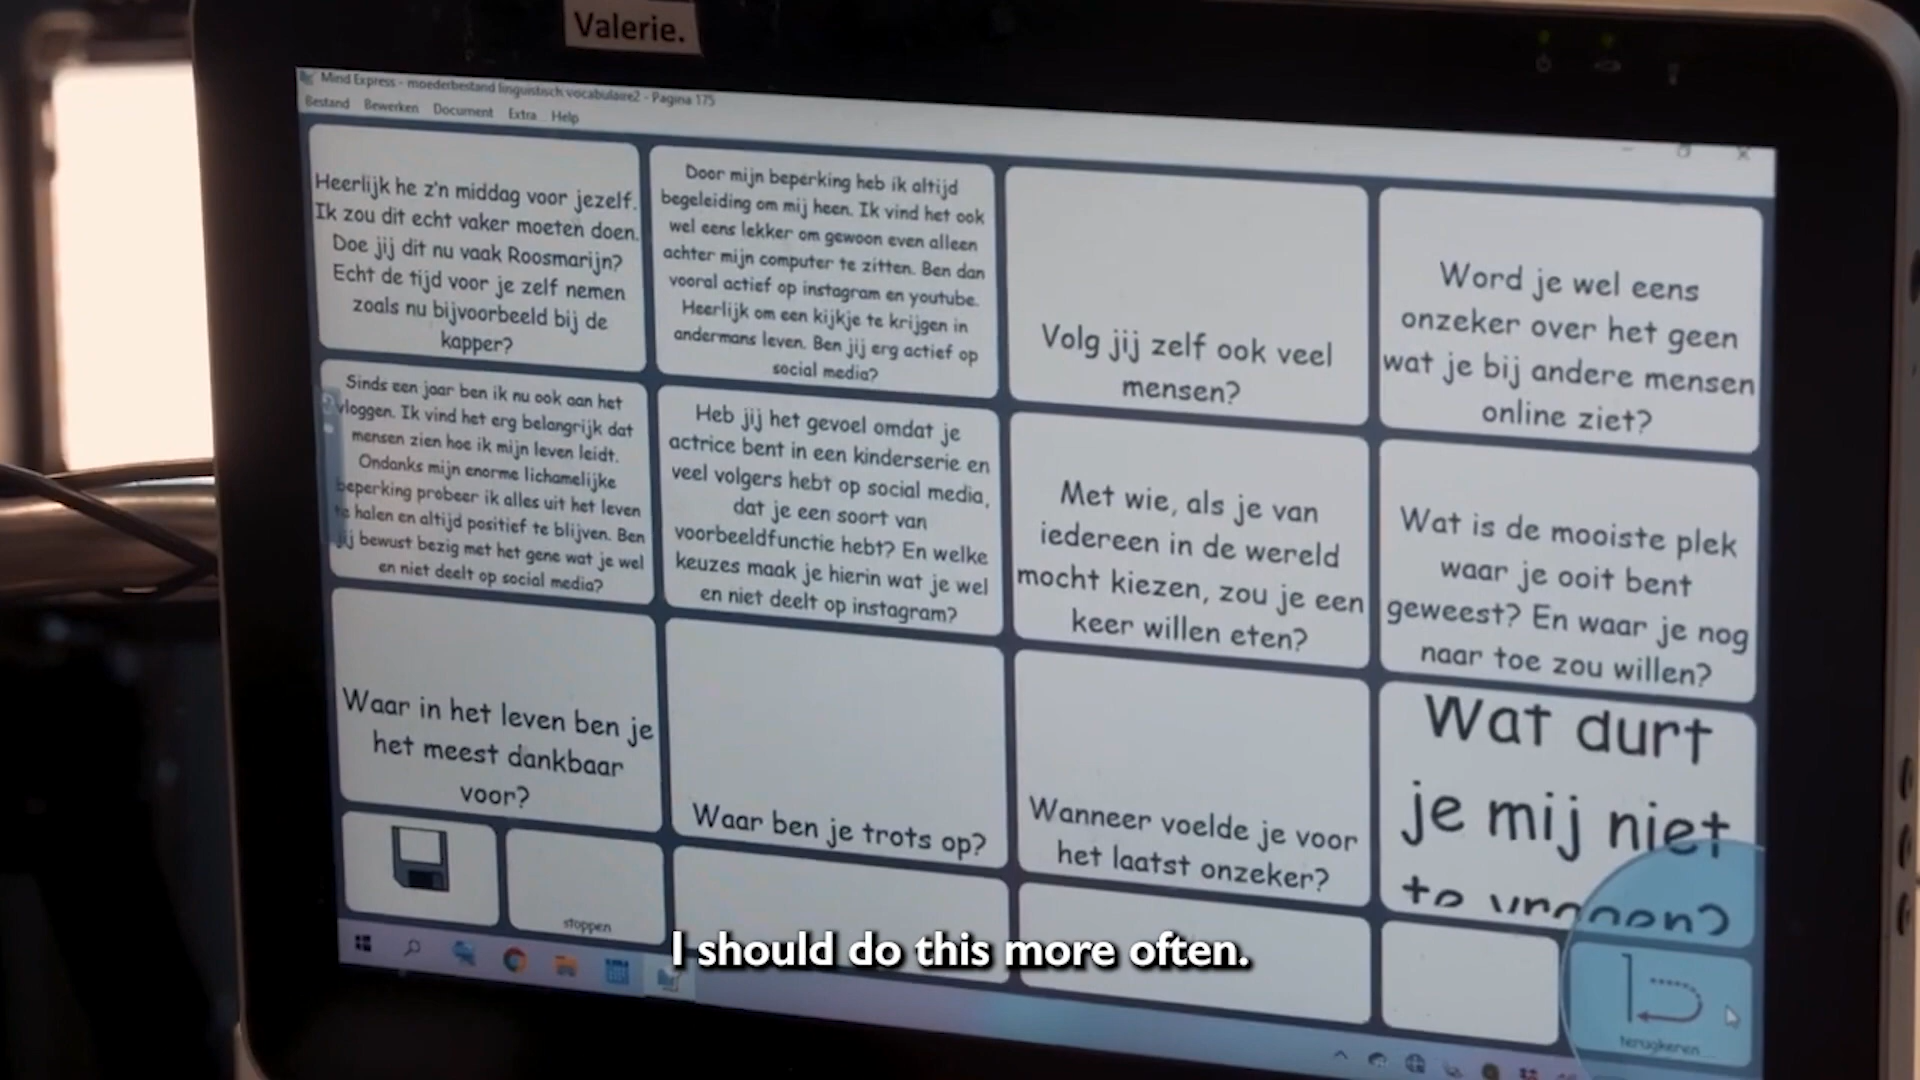 Valerie.
Mind Express - moederbestand linguistisch vocabulaire2 - Pagina 175
Bestand Bewerken Document Extra Help
Heerlijk he z'n middag voor jezelf.
Ik zou dit echt vaker moeten doen.
Doe jij dit nu vaak Roosmarijn?
Echt de tijd voor je zelf nemen
zoals nu bijvoorbeeld bij de
kapper?
Door mijn beperking heb ik altijd
begeleiding om mij heen. Ik vind het ook
wel eens lekker om gewoon even alleen
achter mijn computer te zitten. Ben dan
vooral actief op instagram en youtube.
Heerlijk om een kijkje te krijgen in
andermans leven. Ben jij erg actief op
social media?
Volg jij zelf ook veel
mensen?
Word je wel eens
onzeker over het geen
wat je bij andere mensen
online ziet?
Sinds een jaar ben ik nu ook aan het
vloggen. Ik vind het erg belangrijk dat
mensen zien hoe ik mijn leven leidt.
Ondanks mijn enorme lichamelijke
beperking probeer ik alles uit het leven
te halen en altijd positief te blijven. Ben
jij bewust bezig met het gene wat je wel
en niet deelt op social media?
Heb jij het gevoel omdat je
actrice bent in een kinderserie en
veel volgers hebt op social media,
dat je een soort van
voorbeeldfunctie hebt? En welke
keuzes maak je hierin wat je wel
en niet deelt op instagram?
Met wie, als je van
iedereen in de wereld
mocht kiezen, zou je een
keer willen eten?
Wat is de mooiste plek
waar je ooit bent
geweest? En waar je nog
naar toe zou willen?
Waar in het leven ben je
het meest dankbaar
voor?
Waar ben je trots op?
Wanneer voelde je voor
het laatst onzeker?
Wat durt
je mij niet
te vragen?
stoppen
terugkeren
I should do this more often.